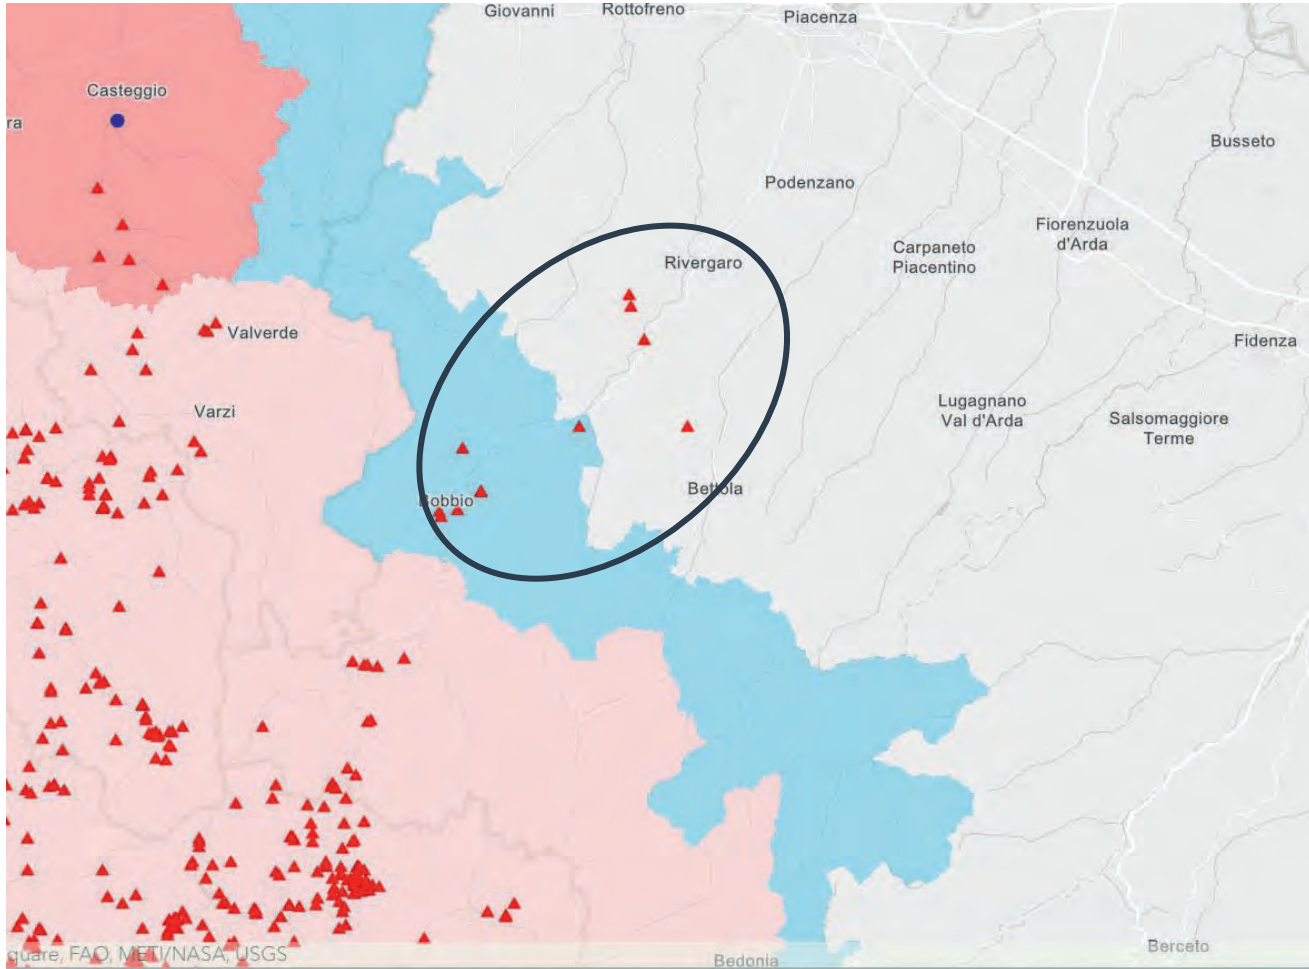 Giovanni
Rottofreno
Piacenza
Casteggio
ra
Busseto
Podenzano
Fiorenzuola
d'Arda
Carpaneto
Piacentino
Rivergaro
Valverde
Fidenza
Varzi
Lugagnano
Val d'Arda
Salsomaggiore
Terme
Bettola
Bobbio
Berceto
quare, FAO, METI/NASA, USGS
Bedonia